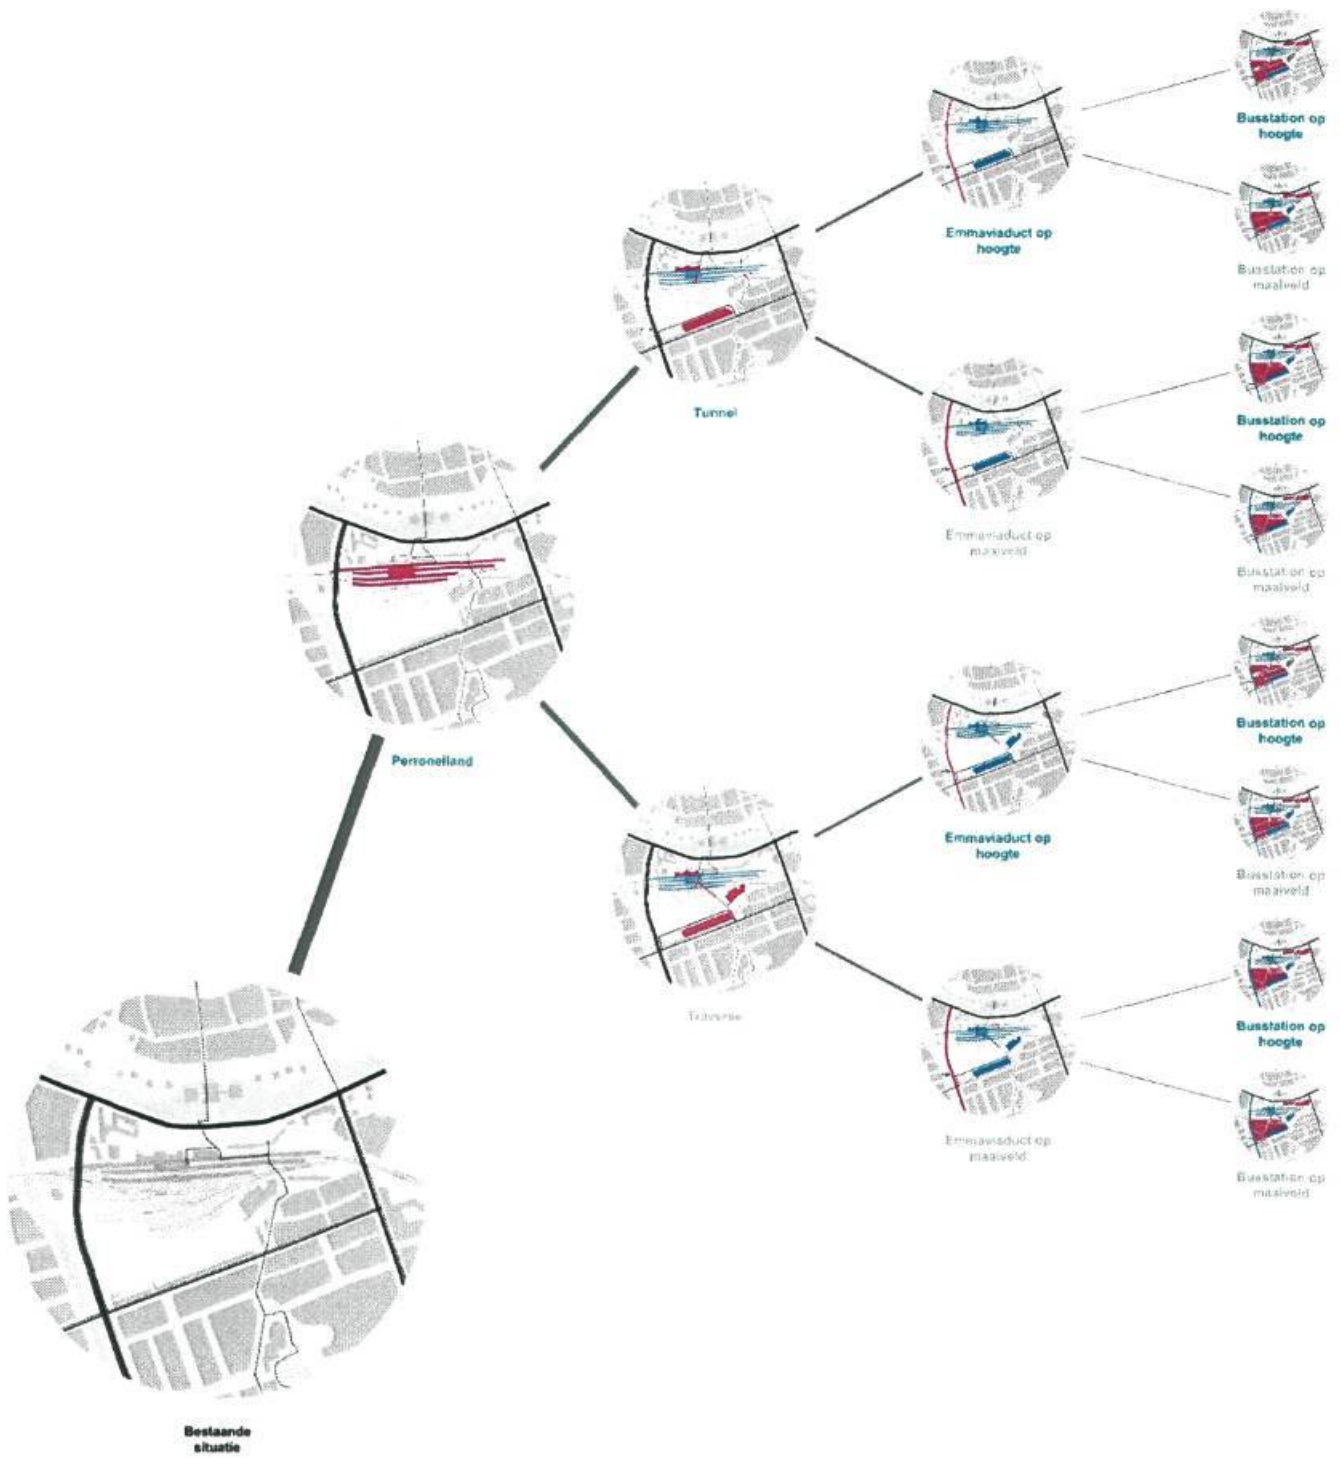 Busstation op
hoogte
Emmaviaduct op
hoogte
Busstation op
maaiveld
Tunnel
Busstation op
hoogte
Emmaviaduct op
maaiveld
Busstation op
maaiveld
Perroneiland
Busstation op
hoogte
Emmaviaduct op
hoogte
Busstation op
maaiveld
Traverse
Busstation op
hoogte
Emmaviaduct op
maaiveld
Busstation op
maaiveld
Bestaande
situatie